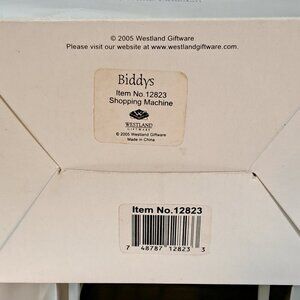 © 2005 Westland Giftware
Please visit our website at www.westlandgiftware.com.
Biddys
Item No.12823
Shopping Machine
WESTLAND
GIFTWARE
© 2005 Westland Giftware
Made in China
Item No.12823
7 48787 12823 3